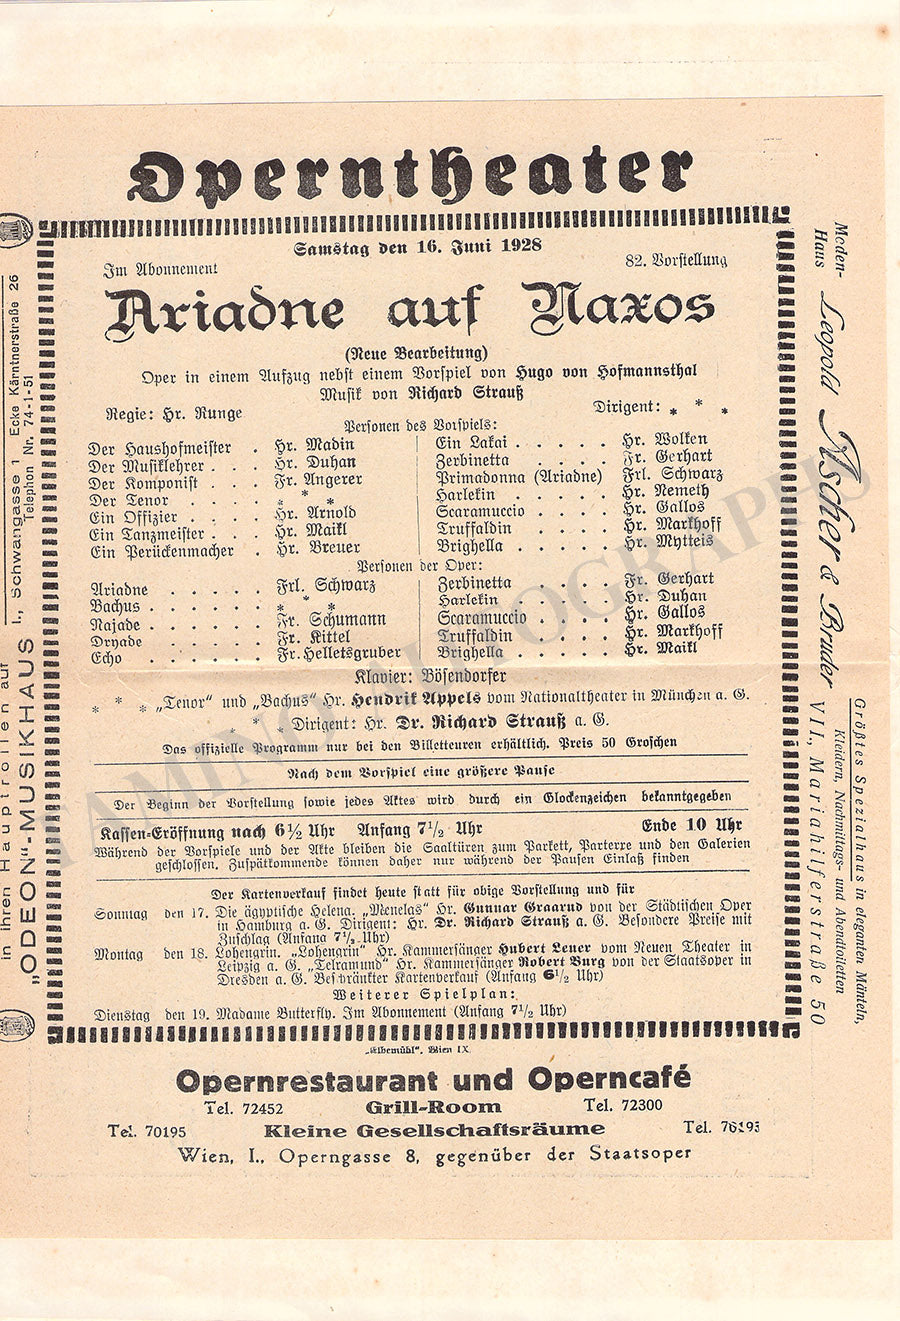 Operntheater
Samstag den 16. Juni 1928
Im Abonnement
82. Vorstellung
Ariadne auf Naxos
(Neue Bearbeitung)
Oper in einem Aufzug nebst einem Vorspiel von Hugo von Hofmannsthal
Musik von Richard Strauß
Regie: Hr. Runge
Dirigent: * * *
Personen des Vorspiels:
Der Haushofmeister . Hr. Madin
Der Musiklehrer . . . Hr. Duhan
Der Komponist . . . Fr. Angerer
Der Tenor . . . . * * *
Ein Offizier . . . . Hr. Arnold
Ein Tanzmeister . . . Hr. Maikl
Ein Perückenmacher . Hr. Breuer
Ein Lakai . . . . . Hr. Wolken
Zerbinetta . . . . . Fr. Gerhart
Primadonna (Ariadne) Frl. Schwarz
Harlekin . . . . . Hr. Nemeth
Scaramuccio . . . . Hr. Gallos
Truffaldin . . . . . Hr. Markhoff
Brighella . . . . . Hr. Mytteis
Personen der Oper:
Ariadne . . . . . Frl. Schwarz
Bachus . . . . . . * * *
Najade . . . . . . Fr. Schumann
Dryade . . . . . Fr. Kittel
Echo . . . . . . Fr. Helletsgruber
Zerbinetta . . . . . Fr. Gerhart
Harlekin . . . . . Hr. Duhan
Scaramuccio . . . . Hr. Gallos
Truffaldin . . . . . Hr. Markhoff
Brighella . . . . . Hr. Maikl
Klavier: Bösendorfer
* * * „Tenor“ und „Bachus“ Hr. Hendrik Appels vom Nationaltheater in München a. G.
* * * Dirigent: Hr. Dr. Richard Strauß a. G.
Das offizielle Programm nur bei den Billetteuren erhältlich. Preis 50 Groschen
Nach dem Vorspiel eine größere Pause
Der Beginn der Vorstellung sowie jedes Aktes wird durch ein Glockenzeichen bekanntgegeben
Kassen-Eröffnung nach 6½ Uhr Anfang 7½ Uhr Ende 10 Uhr
Während der Vorspiele und der Akte bleiben die Saaltüren zum Parkett, Parterre und den Galerien
geschlossen. Zuspätkommende können daher nur während der Pausen Einlaß finden
Der Kartenverkauf findet heute statt für obige Vorstellung und für
Sonntag den 17. Die ägyptische Helena. „Menelas“ Hr. Gunnar Graarud von der Städtischen Oper
in Hamburg a. G. Dirigent: Hr. Dr. Richard Strauß a. G. Besondere Preise mit
Zuschlag (Anfang 7½ Uhr)
Montag den 18. Lohengrin. „Lohengrin“ Hr. Kammersänger Hubert Leuer vom Neuen Theater in
Leipzig a. G. „Telramund“ Hr. Kammersänger Robert Burg von der Staatsoper in
Dresden a. G. Beschränkter Kartenverkauf (Anfang 6½ Uhr)
Weiterer Spielplan:
Dienstag den 19. Madame Butterfly. Im Abonnement (Anfang 7½ Uhr)
„Elbemühl“, Wien IX.
Opernrestaurant und Operncafé
Tel. 72452 Grill-Room Tel. 72300
Tel. 70195 Kleine Gesellschaftsräume Tel. 76193
Wien, I., Operngasse 8, gegenüber der Staatsoper
in ihren Hauptrollen auf
„ODEON“-MUSIKHAUS
I., Schwangasse 1 Ecke Kärntnerstraße 26
Telephon Nr. 74-1-51
Moden-
Haus
Leopold Ascher & Bruder
VII, Mariahilferstraße 50
Größtes Spezialhaus in eleganten Mänteln,
Kleidern, Nachmittags- und Abendtoiletten
TAMINO AUTOGRAPHS